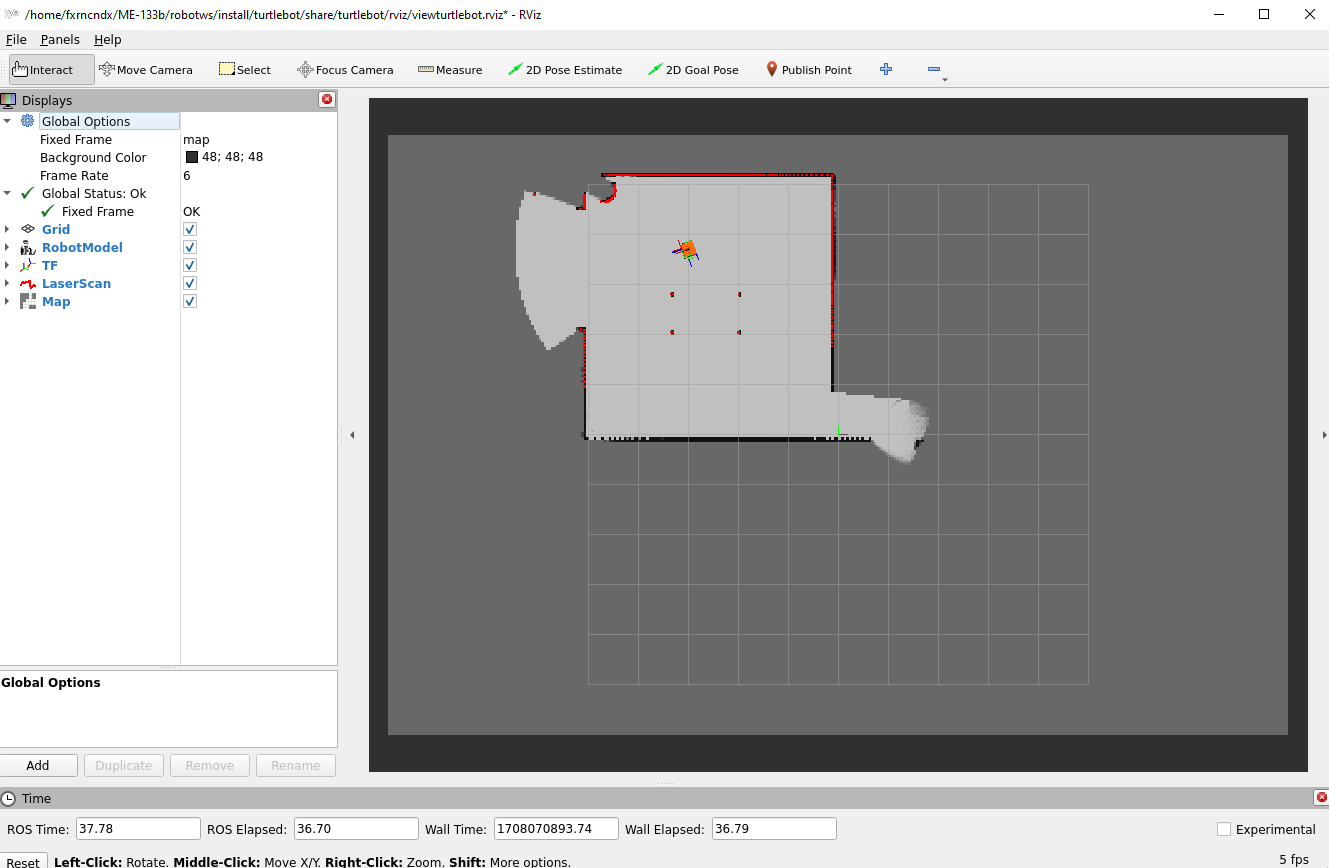 /home/fxrncndx/ME-133b/robotws/install/turtlebot/share/turtlebot/rviz/viewturtlebot.rviz* - RViz
File Panels Help
Interact Move Camera Select Focus Camera Measure 2D Pose Estimate 2D Goal Pose Publish Point
Displays
Global Options
Fixed Frame map
Background Color 48; 48; 48
Frame Rate 6
Global Status: Ok
Fixed Frame OK
Grid
RobotModel
TF
LaserScan
Map
Global Options
Add Duplicate Remove Rename
Time
ROS Time: 37.78 ROS Elapsed: 36.70 Wall Time: 1708070893.74 Wall Elapsed: 36.79 Experimental
Reset Left-Click: Rotate. Middle-Click: Move X/Y. Right-Click: Zoom. Shift: More options. 5 fps